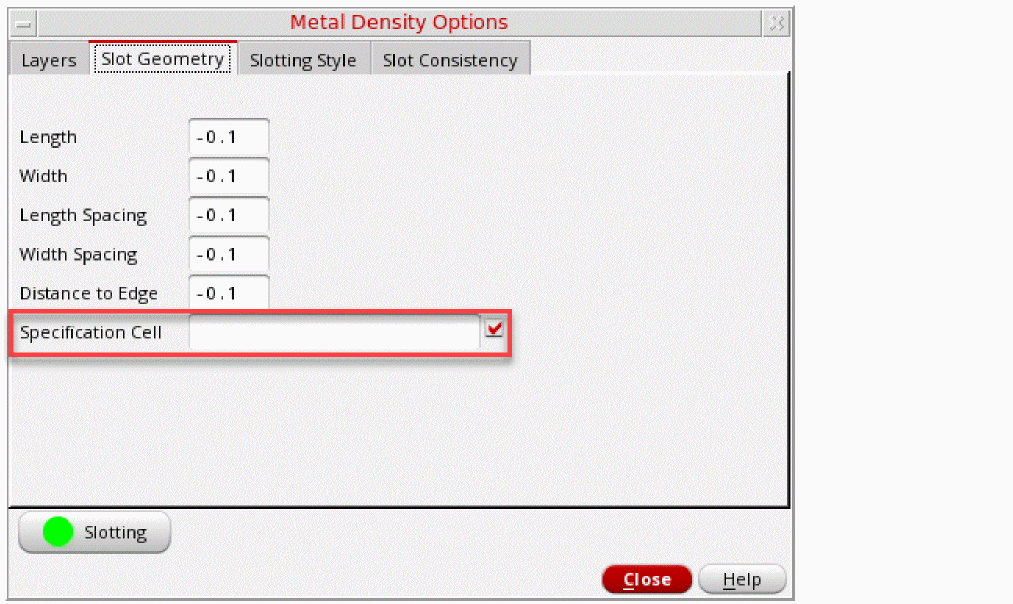 Metal Density Options
Layers Slot Geometry Slotting Style Slot Consistency
Length -0.1
Width -0.1
Length Spacing -0.1
Width Spacing -0.1
Distance to Edge -0.1
Specification Cell
Slotting
Close Help